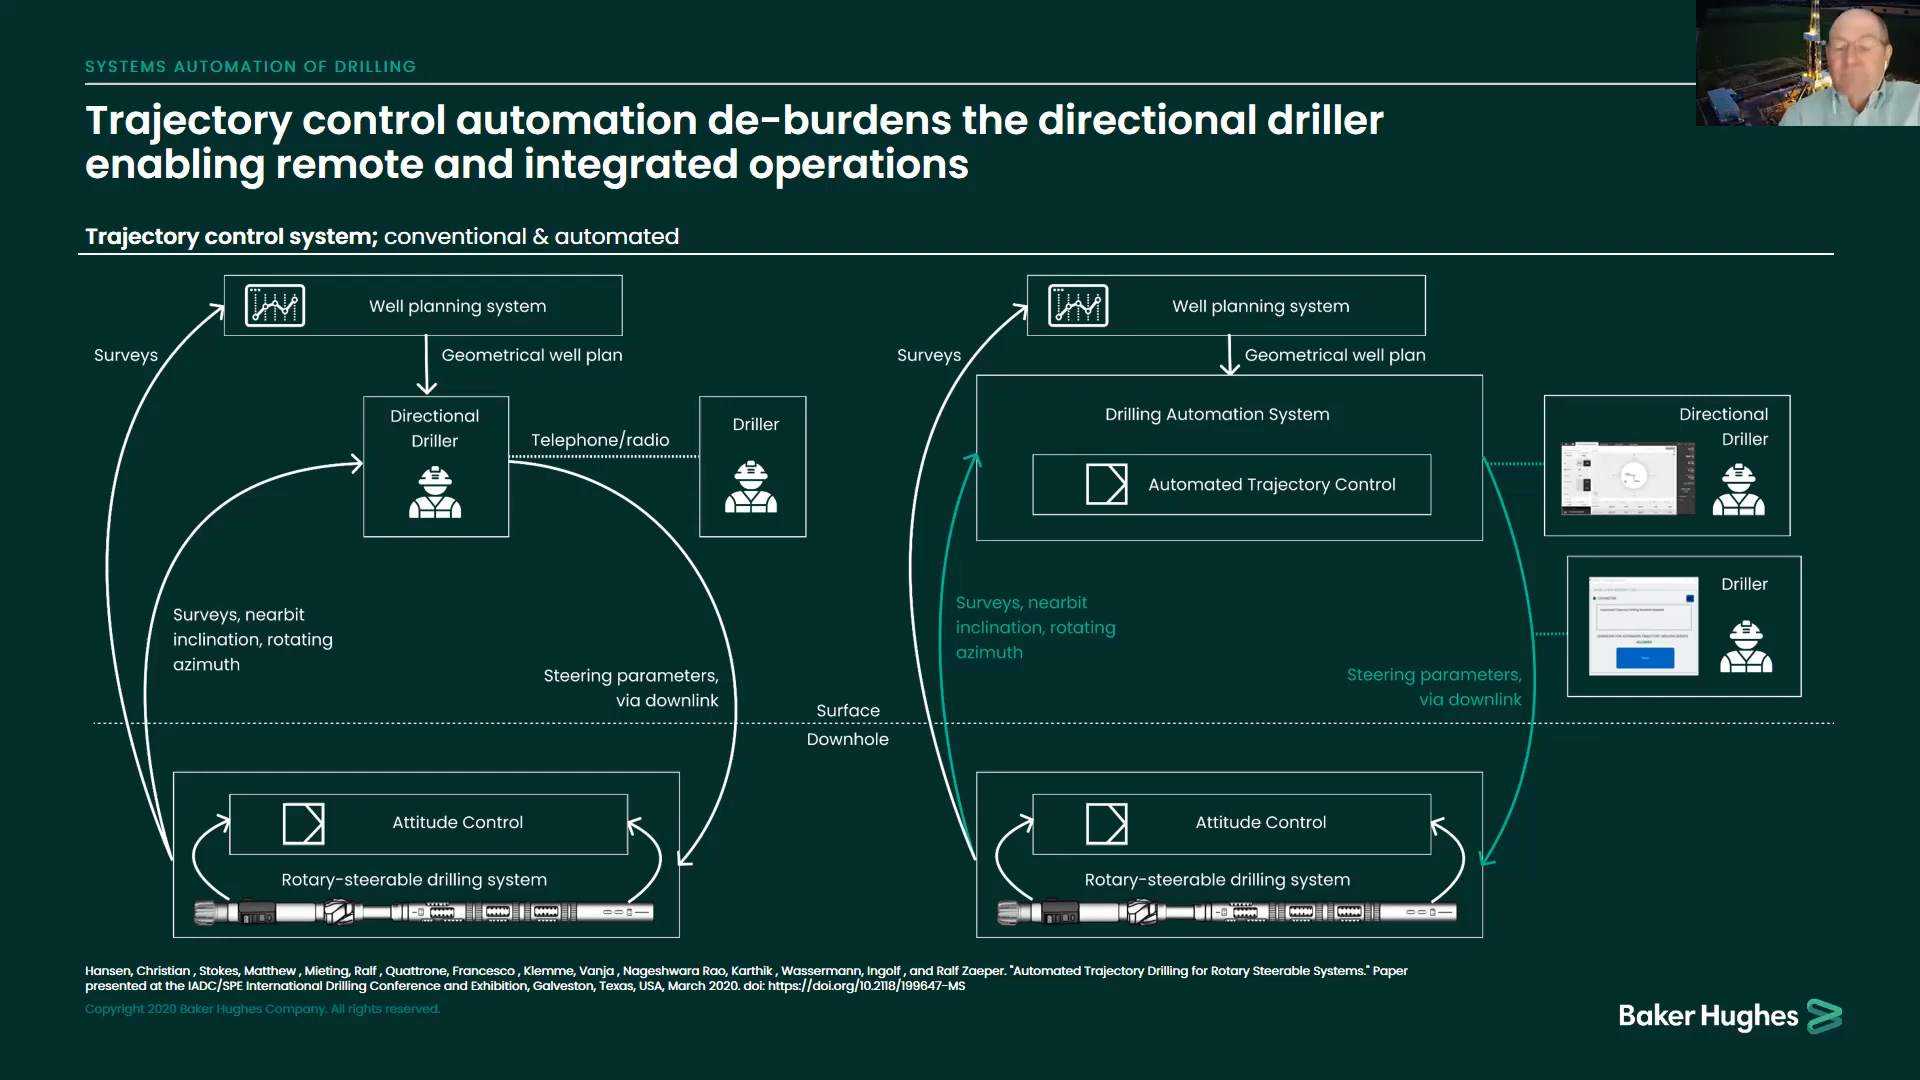 SYSTEMS AUTOMATION OF DRILLING
Trajectory control automation de-burdens the directional driller
enabling remote and integrated operations
Trajectory control system; conventional & automated
Well planning system
Surveys
Geometrical well plan
Directional
Driller
Telephone/radio
Driller
Surveys, nearbit
inclination, rotating
azimuth
Steering parameters,
via downlink
Surface
Downhole
Attitude Control
Rotary-steerable drilling system
Well planning system
Surveys
Geometrical well plan
Drilling Automation System
Automated Trajectory Control
Directional
Driller
Driller
Surveys, nearbit
inclination, rotating
azimuth
Steering parameters,
via downlink
Attitude Control
Rotary-steerable drilling system
Hansen, Christian , Stokes, Matthew , Mieting, Ralf , Quattrone, Francesco , Klemme, Vanja , Nageshwara Rao, Karthik , Wassermann, Ingolf , and Ralf Zaeper. "Automated Trajectory Drilling for Rotary Steerable Systems." Paper
presented at the IADC/SPE International Drilling Conference and Exhibition, Galveston, Texas, USA, March 2020. doi: https://doi.org/10.2118/199647-MS
Copyright 2020 Baker Hughes Company. All rights reserved.
Baker Hughes